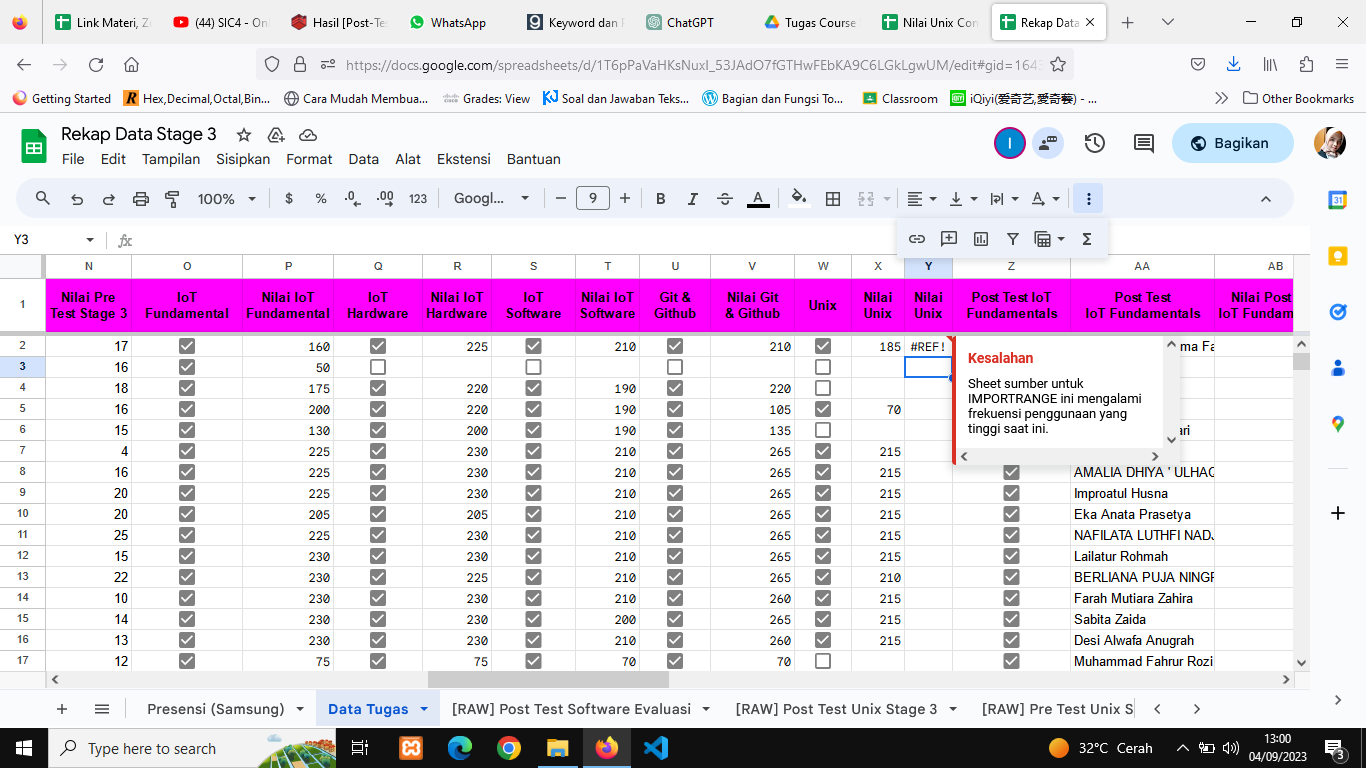 Link Materi, Z
(44) SIC4 - Onl
Hasil [Post-Te
WhatsApp
Keyword dan F
ChatGPT
Tugas Course
Nilai Unix Con
Rekap Data
https://docs.google.com/spreadsheets/d/1T6pPaVaHKsNuxI_53JAdO7fGTHwFEbKA9C6LGkLgwUM/edit#gid=164
Getting Started
Hex,Decimal,Octal,Bin...
Cara Mudah Membua...
Grades: View
Soal dan Jawaban Teks...
Bagian dan Fungsi To...
Classroom
iQiyi(爱奇艺,愛奇藝) - ...
Other Bookmarks
Rekap Data Stage 3
File Edit Tampilan Sisipkan Format Data Alat Ekstensi Bantuan
I
Bagikan
100% $ % .0 .00 123 Googl... 9 B I A
Y3
N O P Q R S T U V W X Y Z AA AB
1 Nilai Pre Test Stage 3 IoT Fundamental Nilai IoT Fundamental IoT Hardware Nilai IoT Hardware IoT Software Nilai IoT Software Git & Github Nilai Git & Github Unix Nilai Unix Nilai Unix Post Test IoT Fundamentals Post Test IoT Fundamentals Nilai Post IoT Fundam
2 17 160 225 210 210 185 #REF! ma Fa
3 16 50
4 18 175 220 190 220
5 16 200 220 190 105 70
6 15 130 200 190 135 ari
7 4 225 230 210 265 215
8 16 225 230 210 265 215 AMALIA DHIYA ' ULHAG
9 20 225 230 210 265 215 Improatul Husna
10 20 205 205 210 265 215 Eka Anata Prasetya
11 25 225 230 210 265 215 NAFILATA LUTHFI NADJ
12 15 230 230 210 265 215 Lailatur Rohmah
13 22 230 225 210 265 210 BERLIANA PUJA NINGR
14 10 230 230 210 260 215 Farah Mutiara Zahira
15 14 230 230 200 265 215 Sabita Zaida
16 13 230 230 210 260 215 Desi Alwafa Anugrah
17 12 75 75 70 70 Muhammad Fahrur Rozi
Kesalahan
Sheet sumber untuk
IMPORTRANGE ini mengalami
frekuensi penggunaan yang
tinggi saat ini.
Presensi (Samsung)
Data Tugas
[RAW] Post Test Software Evaluasi
[RAW] Post Test Unix Stage 3
[RAW] Pre Test Unix S
31
Type here to search
32°C Cerah
13:00
04/09/2023
3